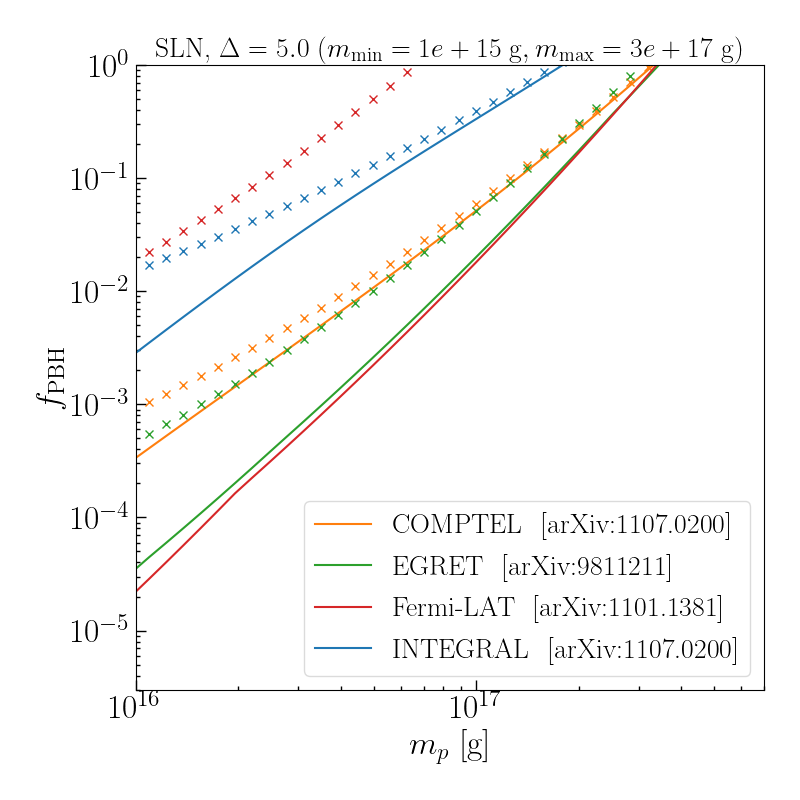 SLN, Δ = 5.0 (m_min = 1e + 15 g, m_max = 3e + 17 g)
10^0
10^−1
10^−2
10^−3
10^−4
10^−5
f_PBH
COMPTEL [arXiv:1107.0200]
EGRET [arXiv:9811211]
Fermi-LAT [arXiv:1101.1381]
INTEGRAL [arXiv:1107.0200]
10^16
10^17
m_p [g]